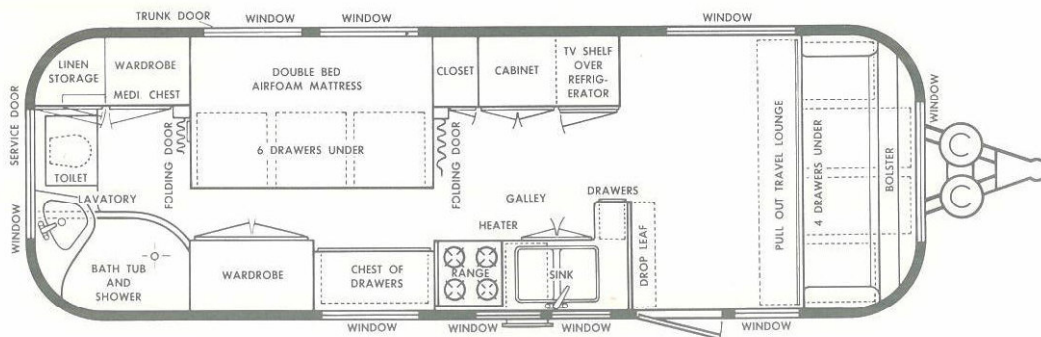 TRUNK DOOR
WINDOW
WINDOW
WINDOW
LINEN
STORAGE
WARDROBE
MEDI CHEST
DOUBLE BED
AIRFOAM MATTRESS
CLOSET
CABINET
TV SHELF
OVER
REFRIG-
ERATOR
SERVICE DOOR
TOILET
FOLDING DOOR
6 DRAWERS UNDER
FOLDING DOOR
PULL OUT TRAVEL LOUNGE
4 DRAWERS UNDER
BOLSTER
WINDOW
WINDOW
LAVATORY
GALLEY
DRAWERS
HEATER
DROP LEAF
BATH TUB
AND
SHOWER
WARDROBE
CHEST OF
DRAWERS
RANGE
SINK
WINDOW
WINDOW
WINDOW
WINDOW